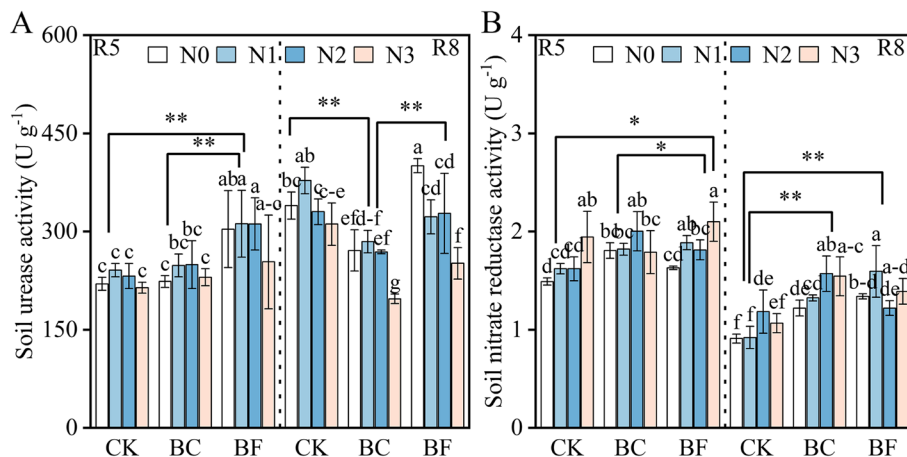 A
B
Soil urease activity (U g⁻¹)
600
450
300
150
0
R5
R8
N0 N1 N2 N3
**
**
**
**
c c c c
c bc bc c
ab a a a-c
bc ab c c-e
ef d-f ef g
a cd cd f
CK BC BF CK BC BF
Soil nitrate reductase activity (U g⁻¹)
4
3
2
1
0
R5
R8
N0 N1 N2 N3
*
*
**
**
d cd cd ab
bc bc ab bc
cd ab bc a
f f de ef
de cd ab a-c
b-d a de a-d
CK BC BF CK BC BF